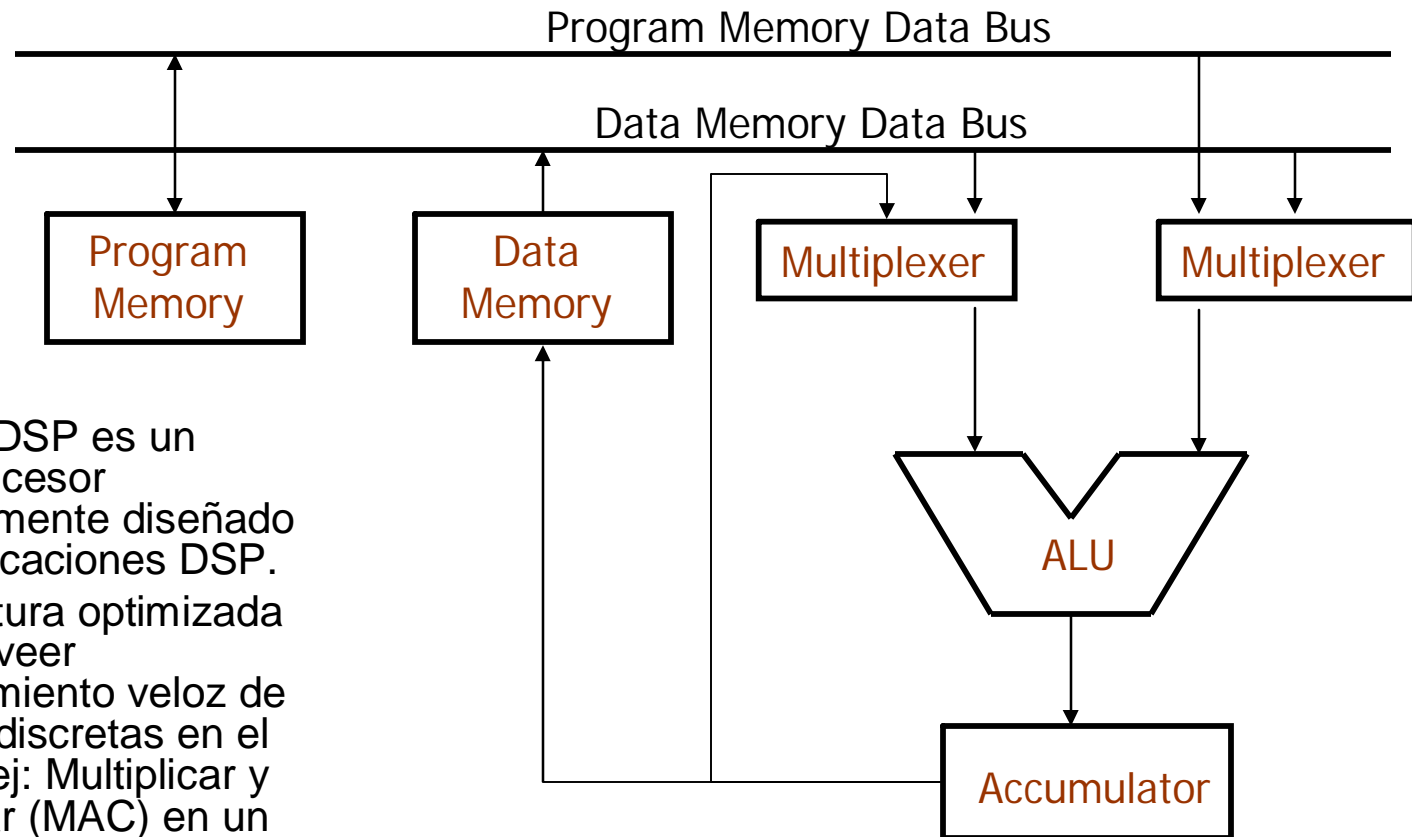 Program Memory Data Bus
Data Memory Data Bus
Program
Memory
Data
Memory
Multiplexer
Multiplexer
ALU
Accumulator
DSP es un
cesor
mente diseñado
caciones DSP.
tura optimizada
veer
miento veloz de
discretas en el
ej: Multiplicar y
r (MAC) en un